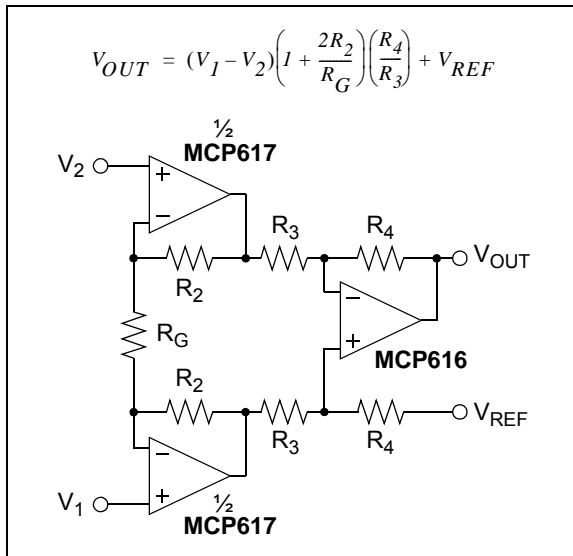 V_OUT = (V_1 – V_2)(1 + 2R_2/R_G)(R_4/R_3) + V_REF
½
MCP617
V_2
+
–
R_3
R_4
V_OUT
R_2
–
+
R_G
MCP616
R_2
R_3
R_4
V_REF
–
+
V_1
½
MCP617